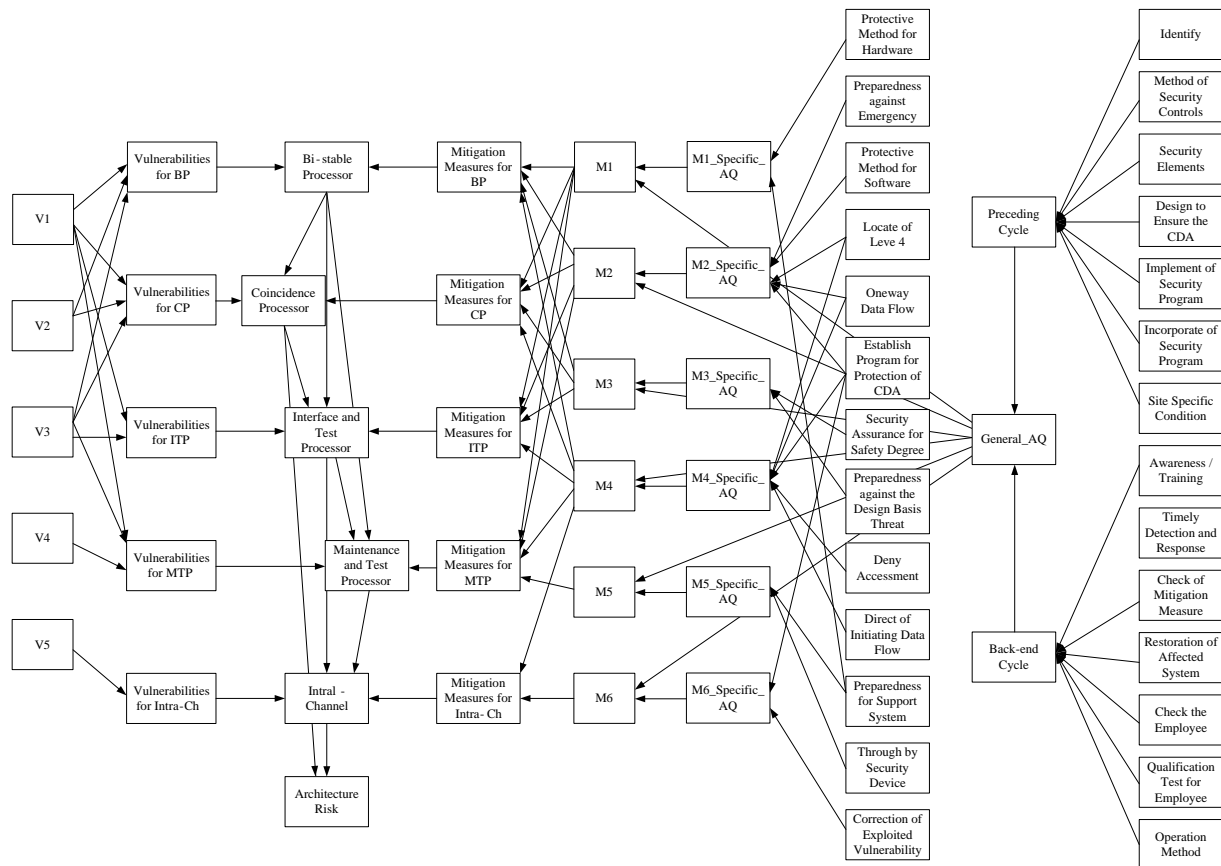 V1
V2
V3
V4
V5
Vulnerabilities
for BP
Vulnerabilities
for CP
Vulnerabilities
for ITP
Vulnerabilities
for MTP
Vulnerabilities
for Intra-Ch
Bi-stable
Processor
Coincidence
Processor
Interface and
Test
Processor
Maintenance
and Test
Processor
Intral -
Channel
Architecture
Risk
Mitigation
Measures for
BP
Mitigation
Measures for
CP
Mitigation
Measures for
ITP
Mitigation
Measures for
MTP
Mitigation
Measures for
Intra-Ch
M1
M2
M3
M4
M5
M6
M1_Specific_
AQ
M2_Specific_
AQ
M3_Specific_
AQ
M4_Specific_
AQ
M5_Specific_
AQ
M6_Specific_
AQ
Protective
Method for
Hardware
Preparedness
against
Emergency
Protective
Method for
Software
Locate of
Leve 4
Oneway
Data Flow
Establish
Program for
Protection of
CDA
Security
Assurance for
Safety Degree
Preparedness
against the
Design Basis
Threat
Deny
Accessment
Direct of
Initiating Data
Flow
Preparedness
for Support
System
Through by
Security
Device
Correction of
Exploited
Vulnerability
Preceding
Cycle
General_AQ
Back-end
Cycle
Identify
Method of
Security
Controls
Security
Elements
Design to
Ensure the
CDA
Implement of
Security
Program
Incorporate of
Security
Program
Site Specific
Condition
Awareness /
Training
Timely
Detection and
Response
Check of
Mitigation
Measure
Restoration of
Affected
System
Check the
Employee
Qualification
Test for
Employee
Operation
Method